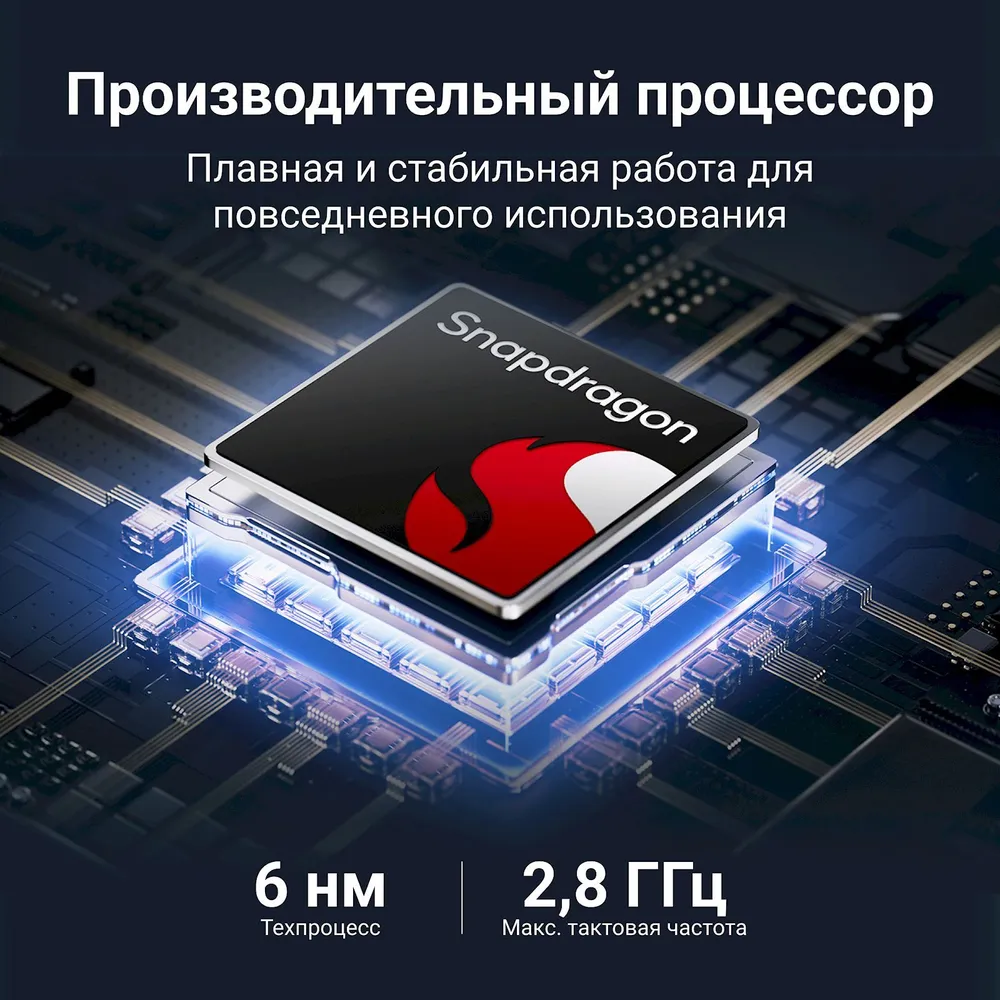 Производительный процессор
Плавная и стабильная работа для
повседневного использования
Snapdragon
6 нм
Техпроцесс
2,8 ГГц
Макс. тактовая частота